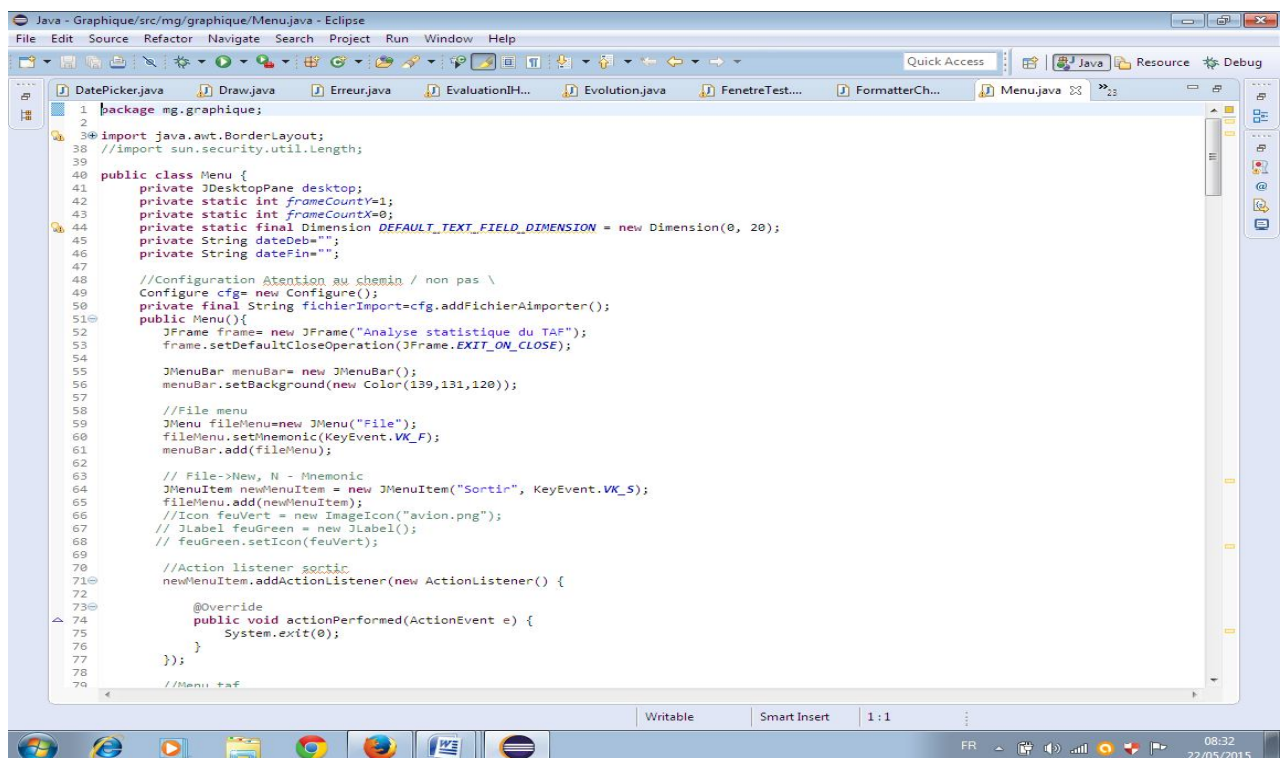 Java - Graphique/src/mg/graphique/Menu.java - Eclipse
File Edit Source Refactor Navigate Search Project Run Window Help
Quick Access Java Resource Debug
DatePicker.java Draw.java Erreur.java EvaluationIH... Evolution.java FenetreTest.... FormatterCh... Menu.java »23
1 package mg.graphique;
2
3 import java.awt.BorderLayout;
38 //import sun.security.util.Length;
39
40 public class Menu {
41 private JDesktopPane desktop;
42 private static int frameCountY=1;
43 private static int frameCountX=0;
44 private static final Dimension DEFAULT_TEXT_FIELD_DIMENSION = new Dimension(0, 20);
45 private String dateDeb="";
46 private String dateFin="";
47
48 //Configuration Atention au chemin / non pas \
49 Configure cfg= new Configure();
50 private final String fichierImport=cfg.addFichierAimporter();
51 public Menu(){
52 JFrame frame= new JFrame("Analyse statistique du TAF");
53 frame.setDefaultCloseOperation(JFrame.EXIT_ON_CLOSE);
54
55 JMenuBar menuBar= new JMenuBar();
56 menuBar.setBackground(new Color(139,131,120));
57
58 //File menu
59 JMenu fileMenu=new JMenu("File");
60 fileMenu.setMnemonic(KeyEvent.VK_F);
61 menuBar.add(fileMenu);
62
63 // File->New, N - Mnemonic
64 JMenuItem newMenuItem = new JMenuItem("Sortir", KeyEvent.VK_S);
65 fileMenu.add(newMenuItem);
66 //Icon feuVert = new ImageIcon("avion.png");
67 // JLabel feuGreen = new JLabel();
68 // feuGreen.setIcon(feuVert);
69
70 //Action listener sortir
71 newMenuItem.addActionListener(new ActionListener() {
72
73 @Override
74 public void actionPerformed(ActionEvent e) {
75 System.exit(0);
76 }
77 });
78
79 //Menu taf
Writable Smart Insert 1 : 1
FR 08:32
22/05/2015